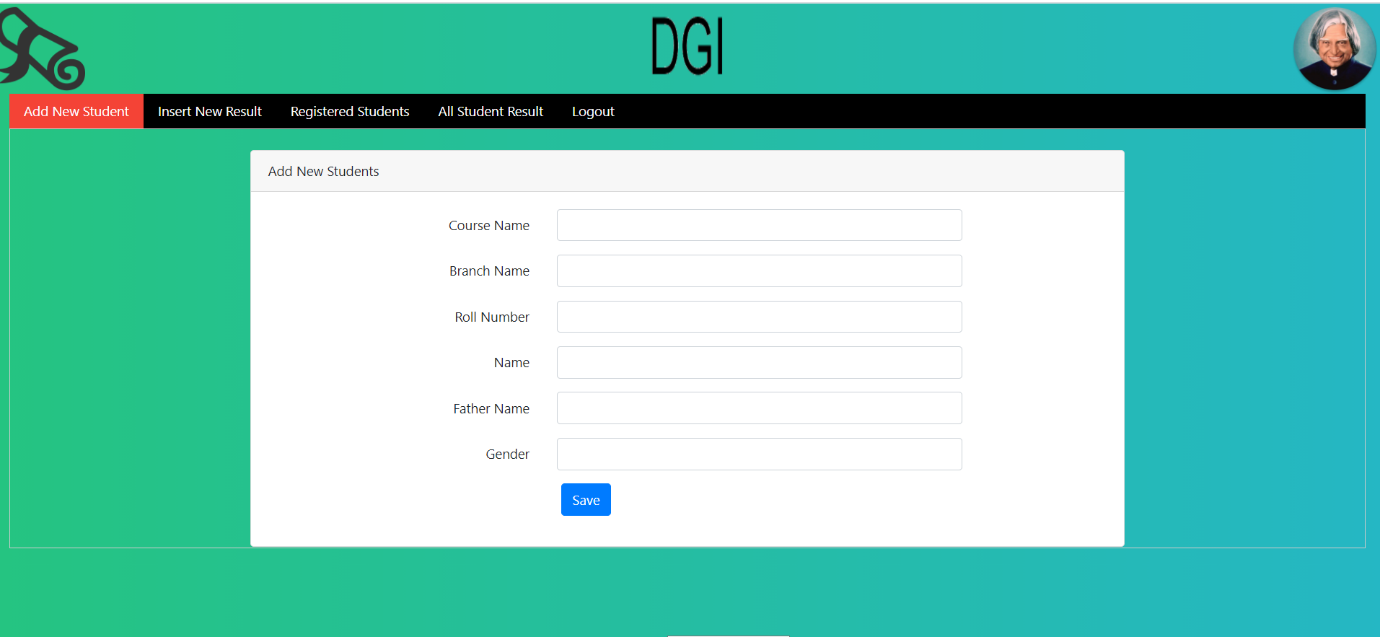 DGI
Add New Student Insert New Result Registered Students All Student Result Logout
Add New Students
Course Name
Branch Name
Roll Number
Name
Father Name
Gender
Save